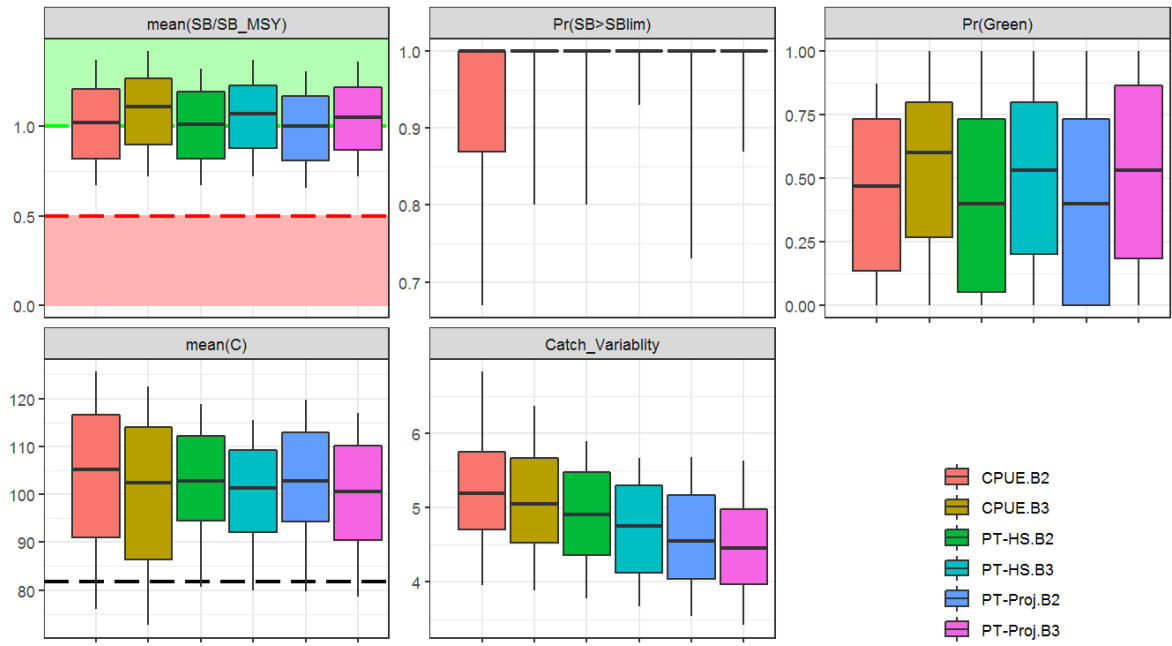 mean(SB/SB_MSY)
1.0
0.5
0.0
Pr(SB>SBlim)
1.0
0.9
0.8
0.7
Pr(Green)
1.00
0.75
0.50
0.25
0.00
mean(C)
120
110
100
90
80
Catch_Variablity
6
5
4
CPUE.B2
CPUE.B3
PT-HS.B2
PT-HS.B3
PT-Proj.B2
PT-Proj.B3